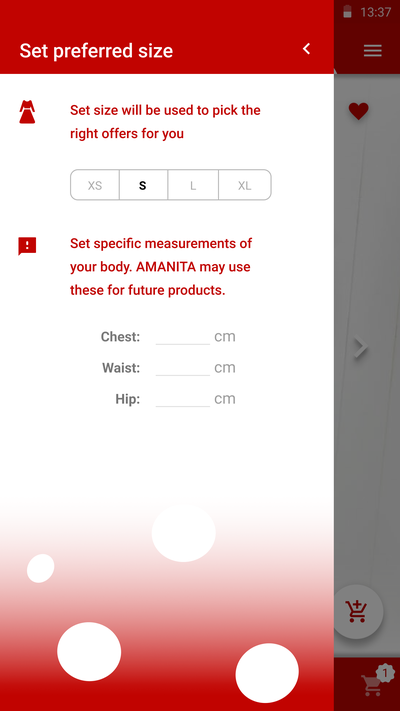 13:37
Set preferred size
Set size will be used to pick the
right offers for you
XS S L XL
Set specific measurements of
your body. AMANITA may use
these for future products.
Chest: cm
Waist: cm
Hip: cm
1